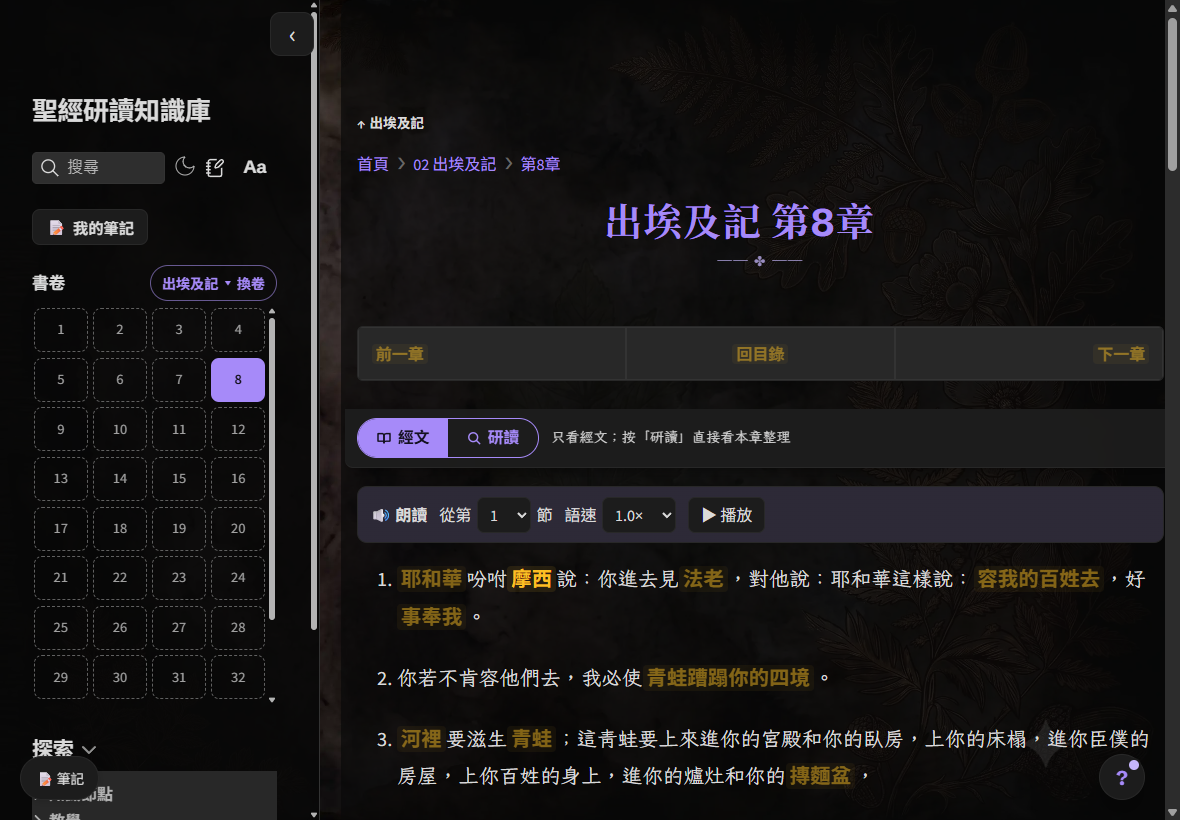 聖經研讀知識庫
搜尋
Aa
我的筆記
書卷
出埃及記 ▾ 換卷
1 2 3 4
5 6 7 8
9 10 11 12
13 14 15 16
17 18 19 20
21 22 23 24
25 26 27 28
29 30 31 32
探索
筆記
節點
↑ 出埃及記
首頁 > 02 出埃及記 > 第8章
出埃及記 第8章
前一章 回目錄 下一章
經文 研讀 只看經文；按「研讀」直接看本章整理
朗讀 從第 1 節 語速 1.0× ▶ 播放
1. 耶和華吩咐摩西說：你進去見法老，對他說：耶和華這樣說：容我的百姓去，好
事奉我。
2. 你若不肯容他們去，我必使青蛙蹧蹋你的四境。
3. 河裡要滋生青蛙；這青蛙要上來進你的宮殿和你的臥房，上你的床榻，進你臣僕的
房屋，上你百姓的身上，進你的爐灶和你的摶麵盆，
?